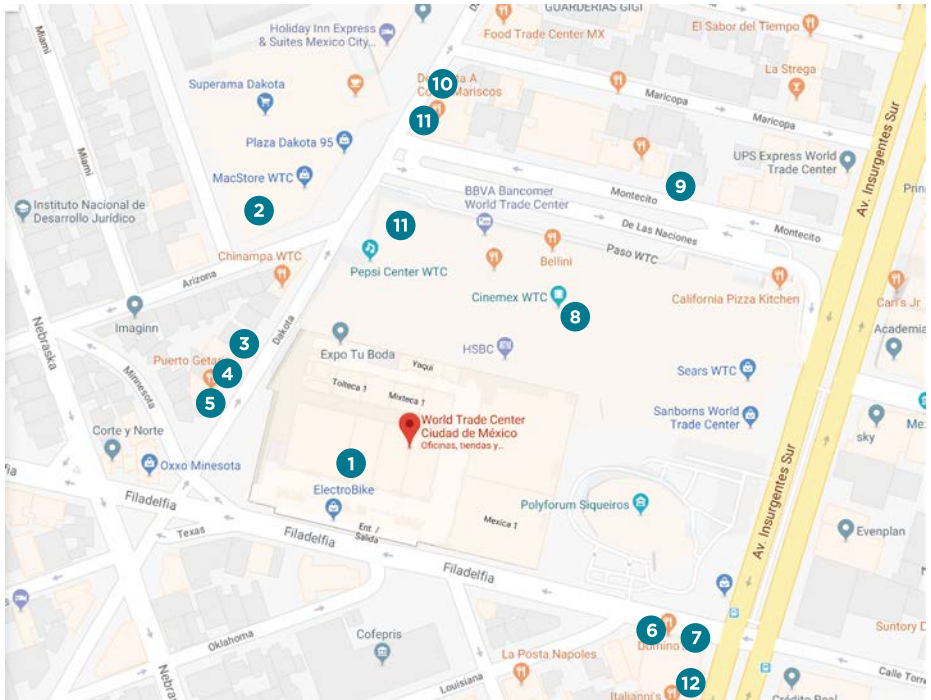 GUARDERIAS GIGI
Holiday Inn Express
& Suites Mexico City...
Food Trade Center MX
El Sabor del Tiempo
Miami
La Strega
10
Superama Dakota
Mariscos
Maricopa
11
Maricopa
Plaza Dakota 95
UPS Express World
Trade Center
Miami
MacStore WTC
9
BBVA Bancomer
World Trade Center
Montecito
Av. Insurgentes Sur
Instituto Nacional de
Desarrollo Jurídico
2
11
De Las Naciones
Montecito
Paso WTC
Chinampa WTC
Pepsi Center WTC
Bellini
Arizona
Cinemex WTC
California Pizza Kitchen
Carl's Jr
8
Imaginn
Nebraska
Dakota
Academia
3
Expo Tu Boda
HSBC
Puerto
4
Yaqui
Sears WTC
Minnesota
Tolteca 1
Mixteca 1
5
World Trade Center
Ciudad de México
Oficinas, tiendas y...
Sanborns World
Trade Center
sky
Corte y Norte
1
Oxxo Minesota
ElectroBike
Filadelfia
Polyforum Siqueiros
Av. Insurgentes Sur
Texas
Ent. /
Salida
Mexica 1
Evenplan
Filadelfia
Filadelfia
Oklahoma
Cofepris
6
7
Suntory
La Posta Napoles
Nebraska
Louisiana
12
Italianni's
Calle
Crédito Real